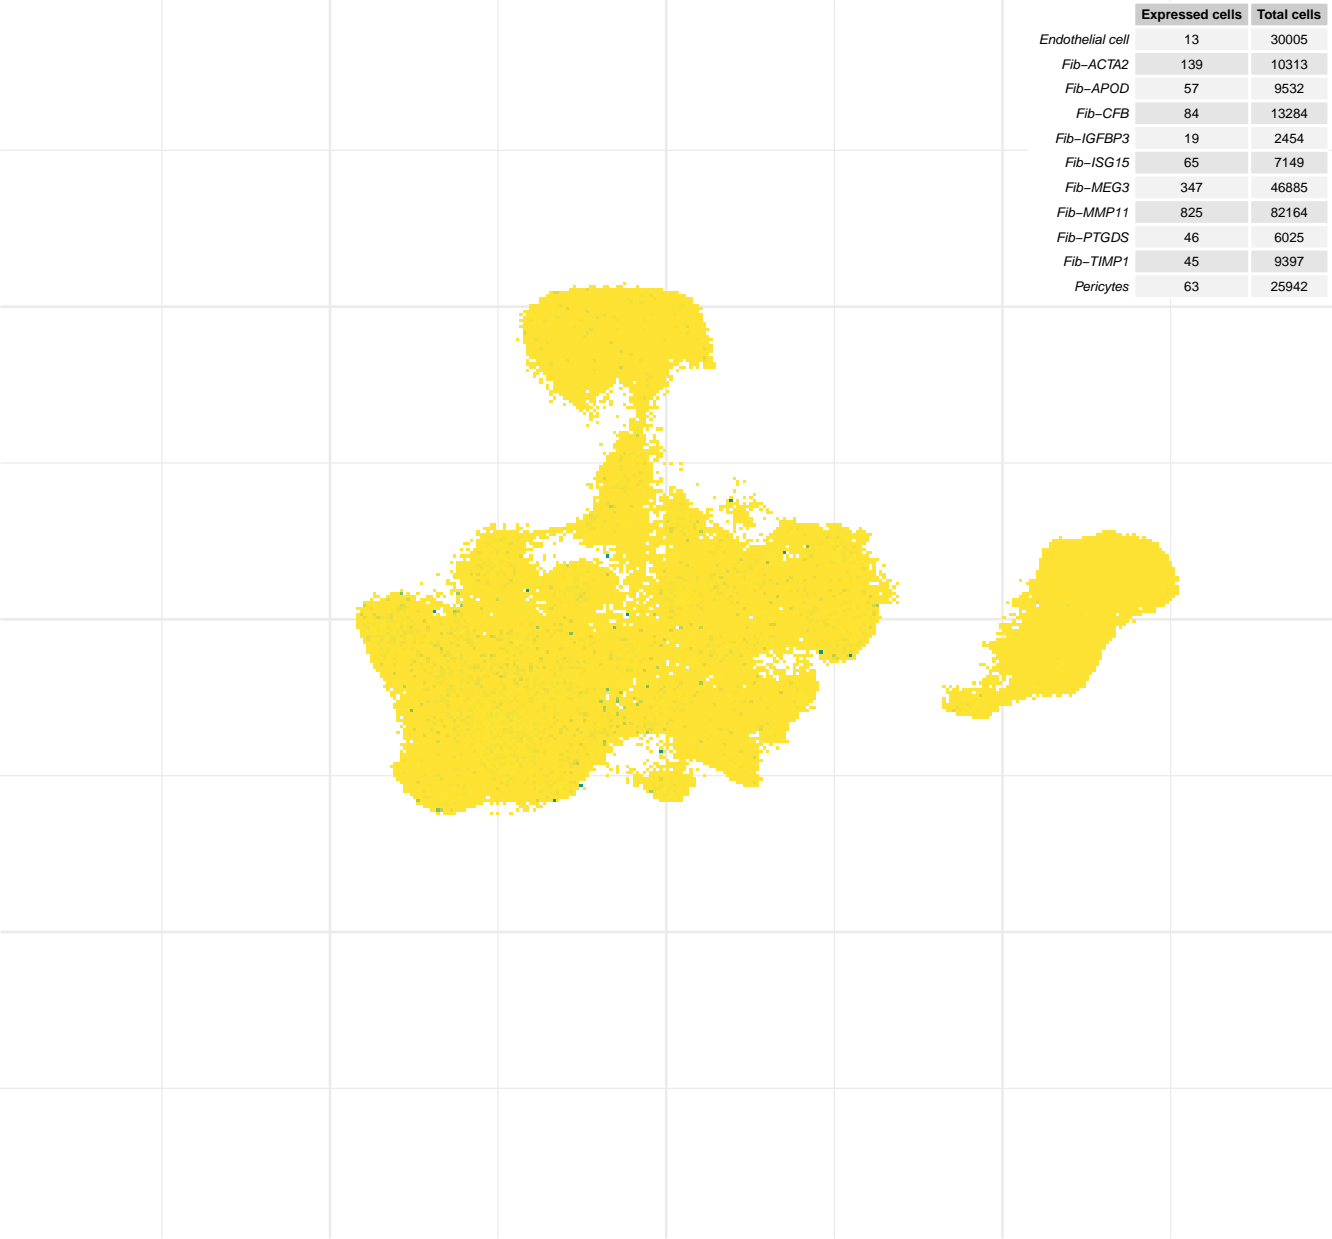 Expressed cells Total cells
Endothelial cell 13 30005
Fib−ACTA2 139 10313
Fib−APOD 57 9532
Fib−CFB 84 13284
Fib−IGFBP3 19 2454
Fib−ISG15 65 7149
Fib−MEG3 347 46885
Fib−MMP11 825 82164
Fib−PTGDS 46 6025
Fib−TIMP1 45 9397
Pericytes 63 25942